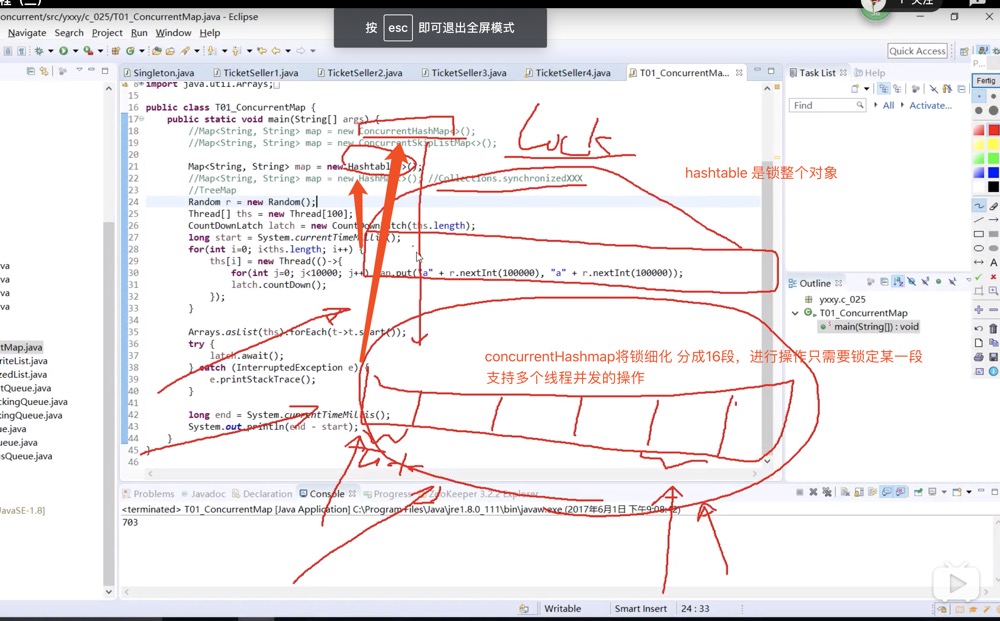 程（二）
按 esc 即可退出全屏模式
关注
oncurrent/src/yxxy/c_025/T01_ConcurrentMap.java - Eclipse
Navigate Search Project Run Window Help
Quick Access
Singleton.java TicketSeller1.java TicketSeller2.java TicketSeller3.java TicketSeller4.java T01_ConcurrentMa...
Task List Help
Find All Activate...
import java.util.Arrays;
15
16 public class T01_ConcurrentMap {
17 public static void main(String[] args) {
18 //Map<String, String> map = new ConcurrentHashMap<>();
19 //Map<String, String> map = new ConcurrentSkipListMap<>();
20
21 Map<String, String> map = new Hashtable<>();
//Map<String, String> map = new HashMap<>(); //Collections.synchronizedXXX
23 //TreeMap
24 Random r = new Random();
25 Thread[] ths = new Thread[100];
26 CountDownLatch latch = new CountDownLatch(ths.length);
27 long start = System.currentTimeMillis();
28 for(int i=0; i<ths.length; i++) {
29 ths[i] = new Thread(()->{
30 for(int j=0; j<10000; j++) map.put("a" + r.nextInt(100000), "a" + r.nextInt(100000));
31 latch.countDown();
32 });
33 }
34
35 Arrays.asList(ths).forEach(t->t.start());
36 try {
37 latch.await();
38 } catch (InterruptedException e) {
39 e.printStackTrace();
40 }
41
42 long end = System.currentTimeMillis();
43 System.out.println(end - start);
44 }
45 }
46
Lock
hashtable 是锁整个对象
concurrentHashmap将锁细化 分成16段，进行操作只需要锁定某一段
支持多个线程并发的操作
Outline
yxxy.c_025
T01_ConcurrentMap
main(String[]) : void
Fertig
va
va
va
va
tMap.java
riteList.java
zedList.java
tQueue.java
ckingQueue.java
kingQueue.java
ue.java
usQueue.java
JavaSE-1.8]
Problems Javadoc Declaration Console Progress ZooKeeper 3.2.2 Explorer
<terminated> T01_ConcurrentMap [Java Application] C:\Program Files\Java\jre1.8.0_111\bin\javaw.exe (2017年6月1日 下午9:08:42)
703
Writable Smart Insert 24 : 33